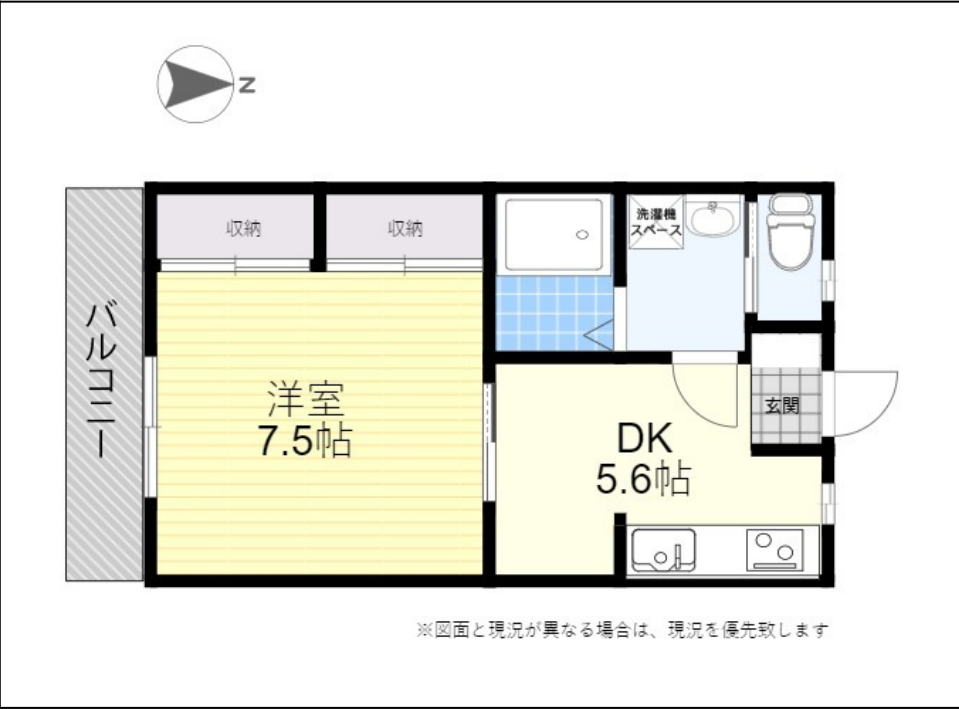 N
収納
収納
洗濯機
スペース
バルコニー
洋室
7.5帖
玄関
DK
5.6帖
※図面と現況が異なる場合は、現況を優先致します